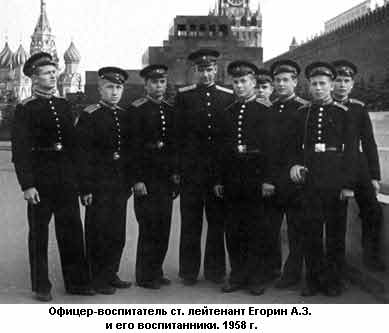 Офицер-воспитатель ст. лейтенант Егорин А.З.
и его воспитанники. 1958 г.